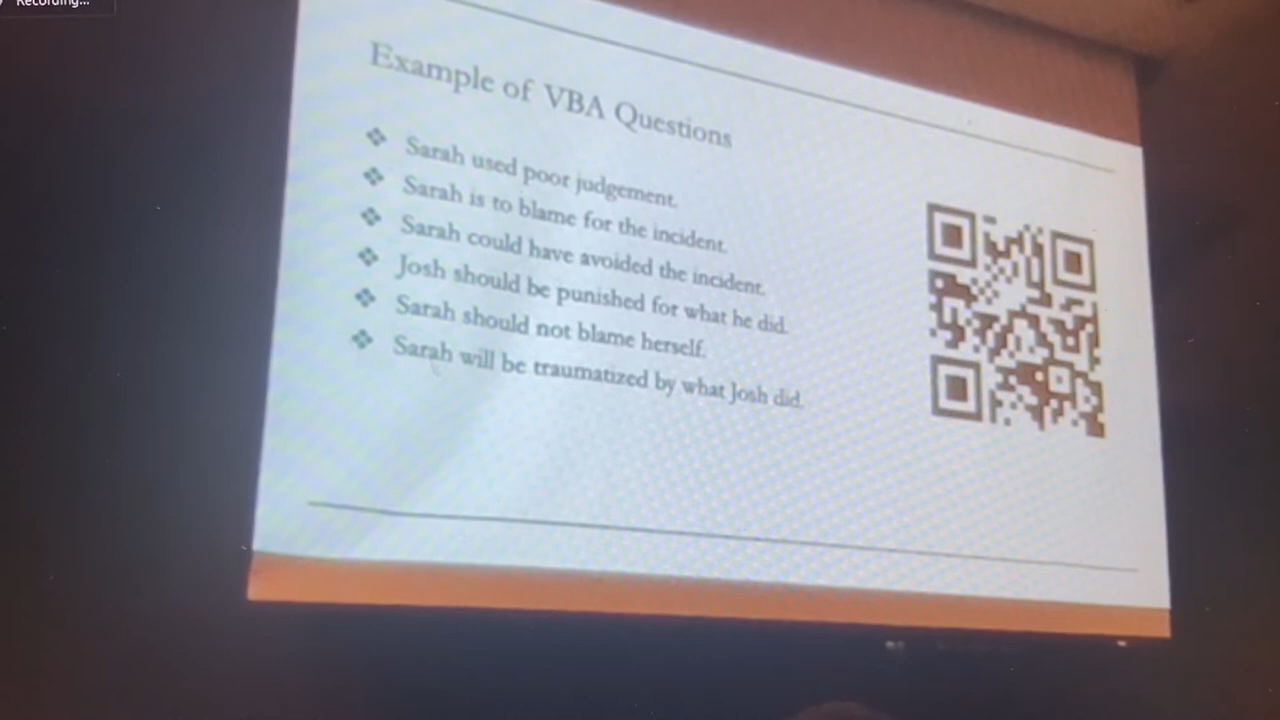 Recording...
Example of VBA Questions
Sarah used poor judgement.
Sarah is to blame for the incident.
Sarah could have avoided the incident.
Josh should be punished for what he did.
Sarah should not blame herself.
Sarah will be traumatized by what Josh did.